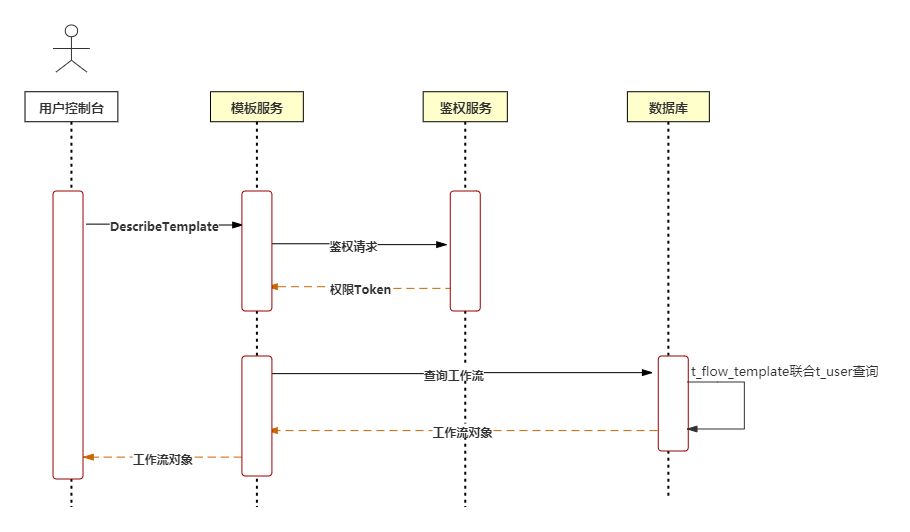 用户控制台
模板服务
鉴权服务
数据库
DescribeTemplate
鉴权请求
权限Token
查询工作流
t_flow_template联合t_user查询
工作流对象
工作流对象